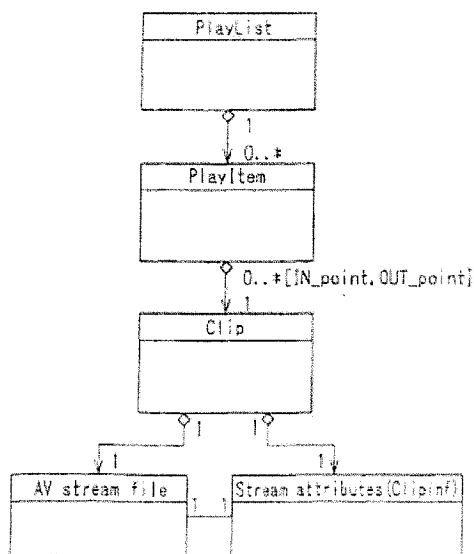 PlayList
1
0..*
PlayItem
0..*[IN_point,OUT_point]
1
Clip
1 1
1 1
AV stream file 1 1 Stream attributes(Clipinf)